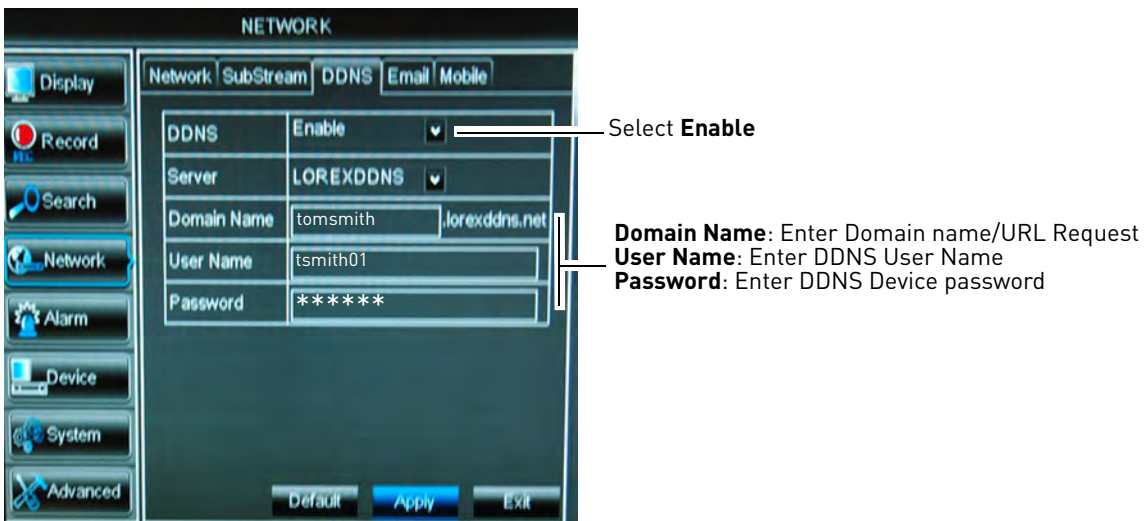 NETWORK
Display
Record
REC
Search
Network
Alarm
Device
System
Advanced
Network SubStream DDNS Email Mobile
DDNS Enable
Server LOREXDDNS
Domain Name tomsmith .lorexddns.net
User Name tsmith01
Password ******
Default Apply Exit
Select Enable
Domain Name: Enter Domain name/URL Request
User Name: Enter DDNS User Name
Password: Enter DDNS Device password